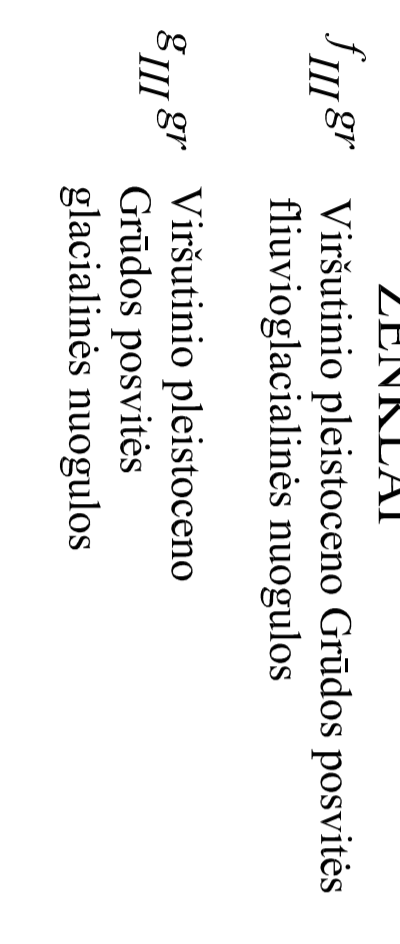 ŽENKLAI
f III gr Viršutinio pleistoceno Grūdos posvitės
fliuvioglacialinės nuogulos
g III gr Viršutinio pleistoceno
Grūdos posvitės
glacialinės nuogulos